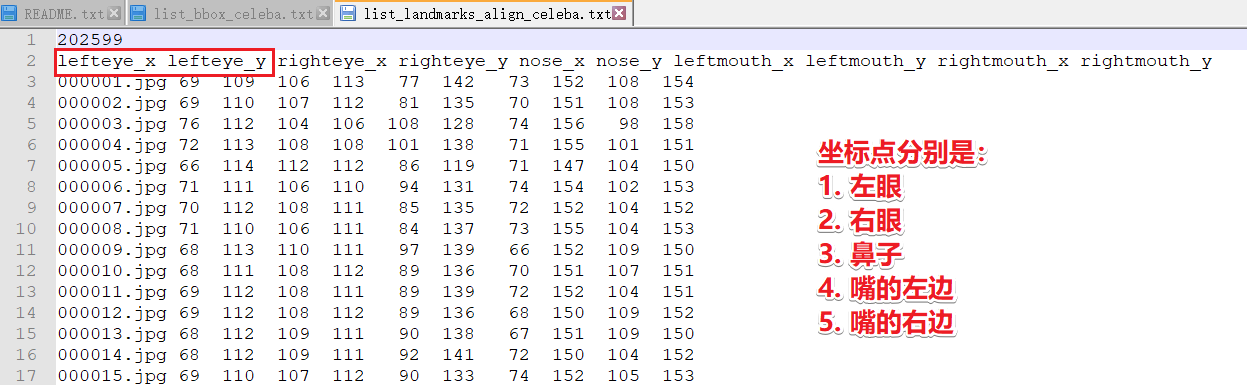 README.txt list_bbox_celeba.txt list_landmarks_align_celeba.txt
1 202599
2 lefteye_x lefteye_y righteye_x righteye_y nose_x nose_y leftmouth_x leftmouth_y rightmouth_x rightmouth_y
3 000001.jpg 69 109 106 113 77 142 73 152 108 154
4 000002.jpg 69 110 107 112 81 135 70 151 108 153
5 000003.jpg 76 112 104 106 108 128 74 156 98 158
6 000004.jpg 72 113 108 108 101 138 71 155 101 151
7 000005.jpg 66 114 112 112 86 119 71 147 104 150
8 000006.jpg 71 111 106 110 94 131 74 154 102 153
9 000007.jpg 70 112 108 111 85 135 72 152 104 152
10 000008.jpg 71 110 106 111 84 137 73 155 104 153
11 000009.jpg 68 113 110 111 97 139 66 152 109 150
12 000010.jpg 68 111 108 112 89 136 70 151 107 151
13 000011.jpg 69 112 108 111 89 139 72 152 104 151
14 000012.jpg 69 112 108 112 89 136 68 150 109 152
15 000013.jpg 68 112 109 111 90 138 67 151 109 150
16 000014.jpg 68 112 109 111 92 141 72 150 104 152
17 000015.jpg 69 110 107 112 90 133 74 152 105 153
坐标点分别是：
1. 左眼
2. 右眼
3. 鼻子
4. 嘴的左边
5. 嘴的右边